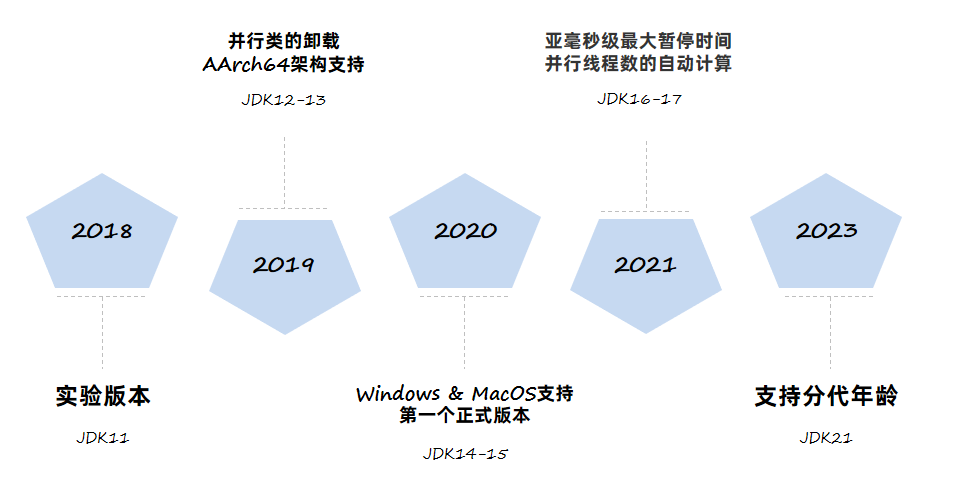 并行类的卸载
AArch64架构支持
JDK12-13
亚毫秒级最大暂停时间
并行线程数的自动计算
JDK16-17
2018
2019
2020
2021
2023
实验版本
JDK11
Windows & MacOS支持
第一个正式版本
JDK14-15
支持分代年龄
JDK21